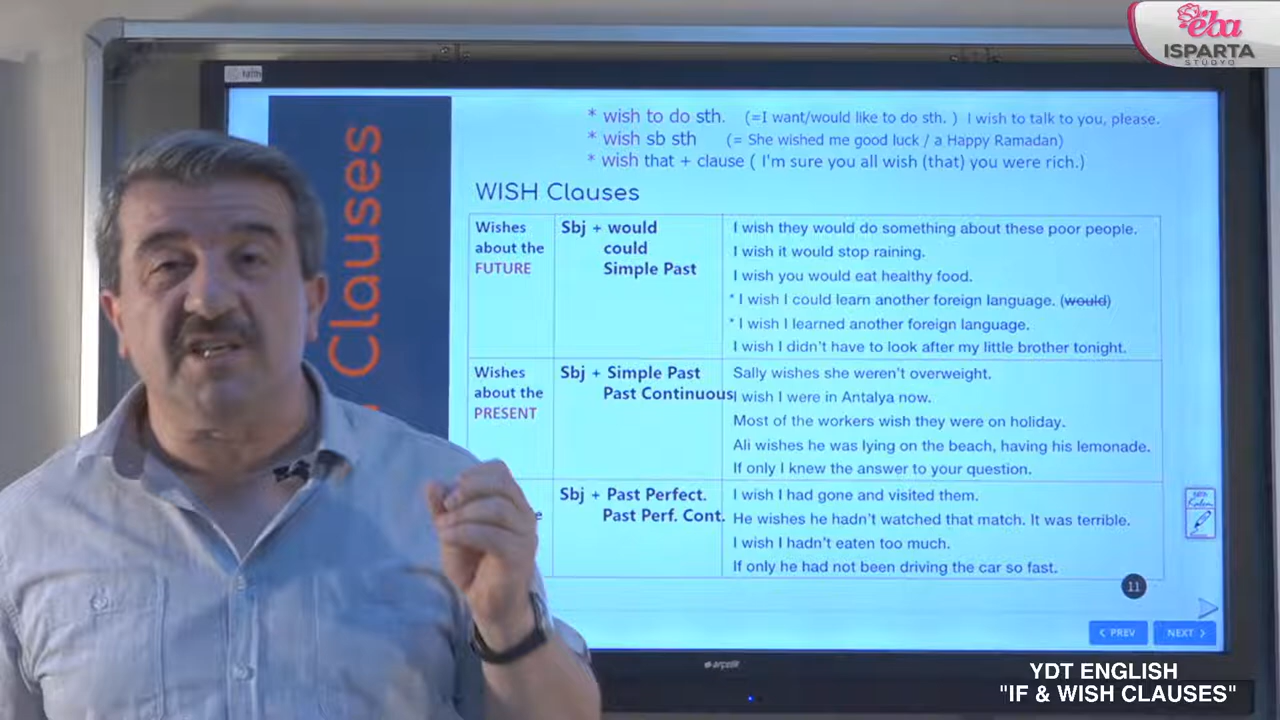 eba
ISPARTA
STÜDYO
fatih
Clauses
* wish to do sth. (=I want/would like to do sth. ) I wish to talk to you, please.
* wish sb sth (= She wished me good luck / a Happy Ramadan)
* wish that + clause ( I'm sure you all wish (that) you were rich.)
WISH Clauses
Wishes
about the
FUTURE
Sbj + would
could
Simple Past
I wish they would do something about these poor people.
I wish it would stop raining.
I wish you would eat healthy food.
* I wish I could learn another foreign language. (would)
* I wish I learned another foreign language.
I wish I didn't have to look after my little brother tonight.
Wishes
about the
PRESENT
Sbj + Simple Past
Past Continuous
Sally wishes she weren't overweight.
I wish I were in Antalya now.
Most of the workers wish they were on holiday.
Ali wishes he was lying on the beach, having his lemonade.
If only I knew the answer to your question.
Sbj + Past Perfect.
Past Perf. Cont.
I wish I had gone and visited them.
He wishes he hadn't watched that match. It was terrible.
I wish I hadn't eaten too much.
If only he had not been driving the car so fast.
11
PREV
NEXT
fatih
Kalem
arçelik
YDT ENGLISH
"IF & WISH CLAUSES"